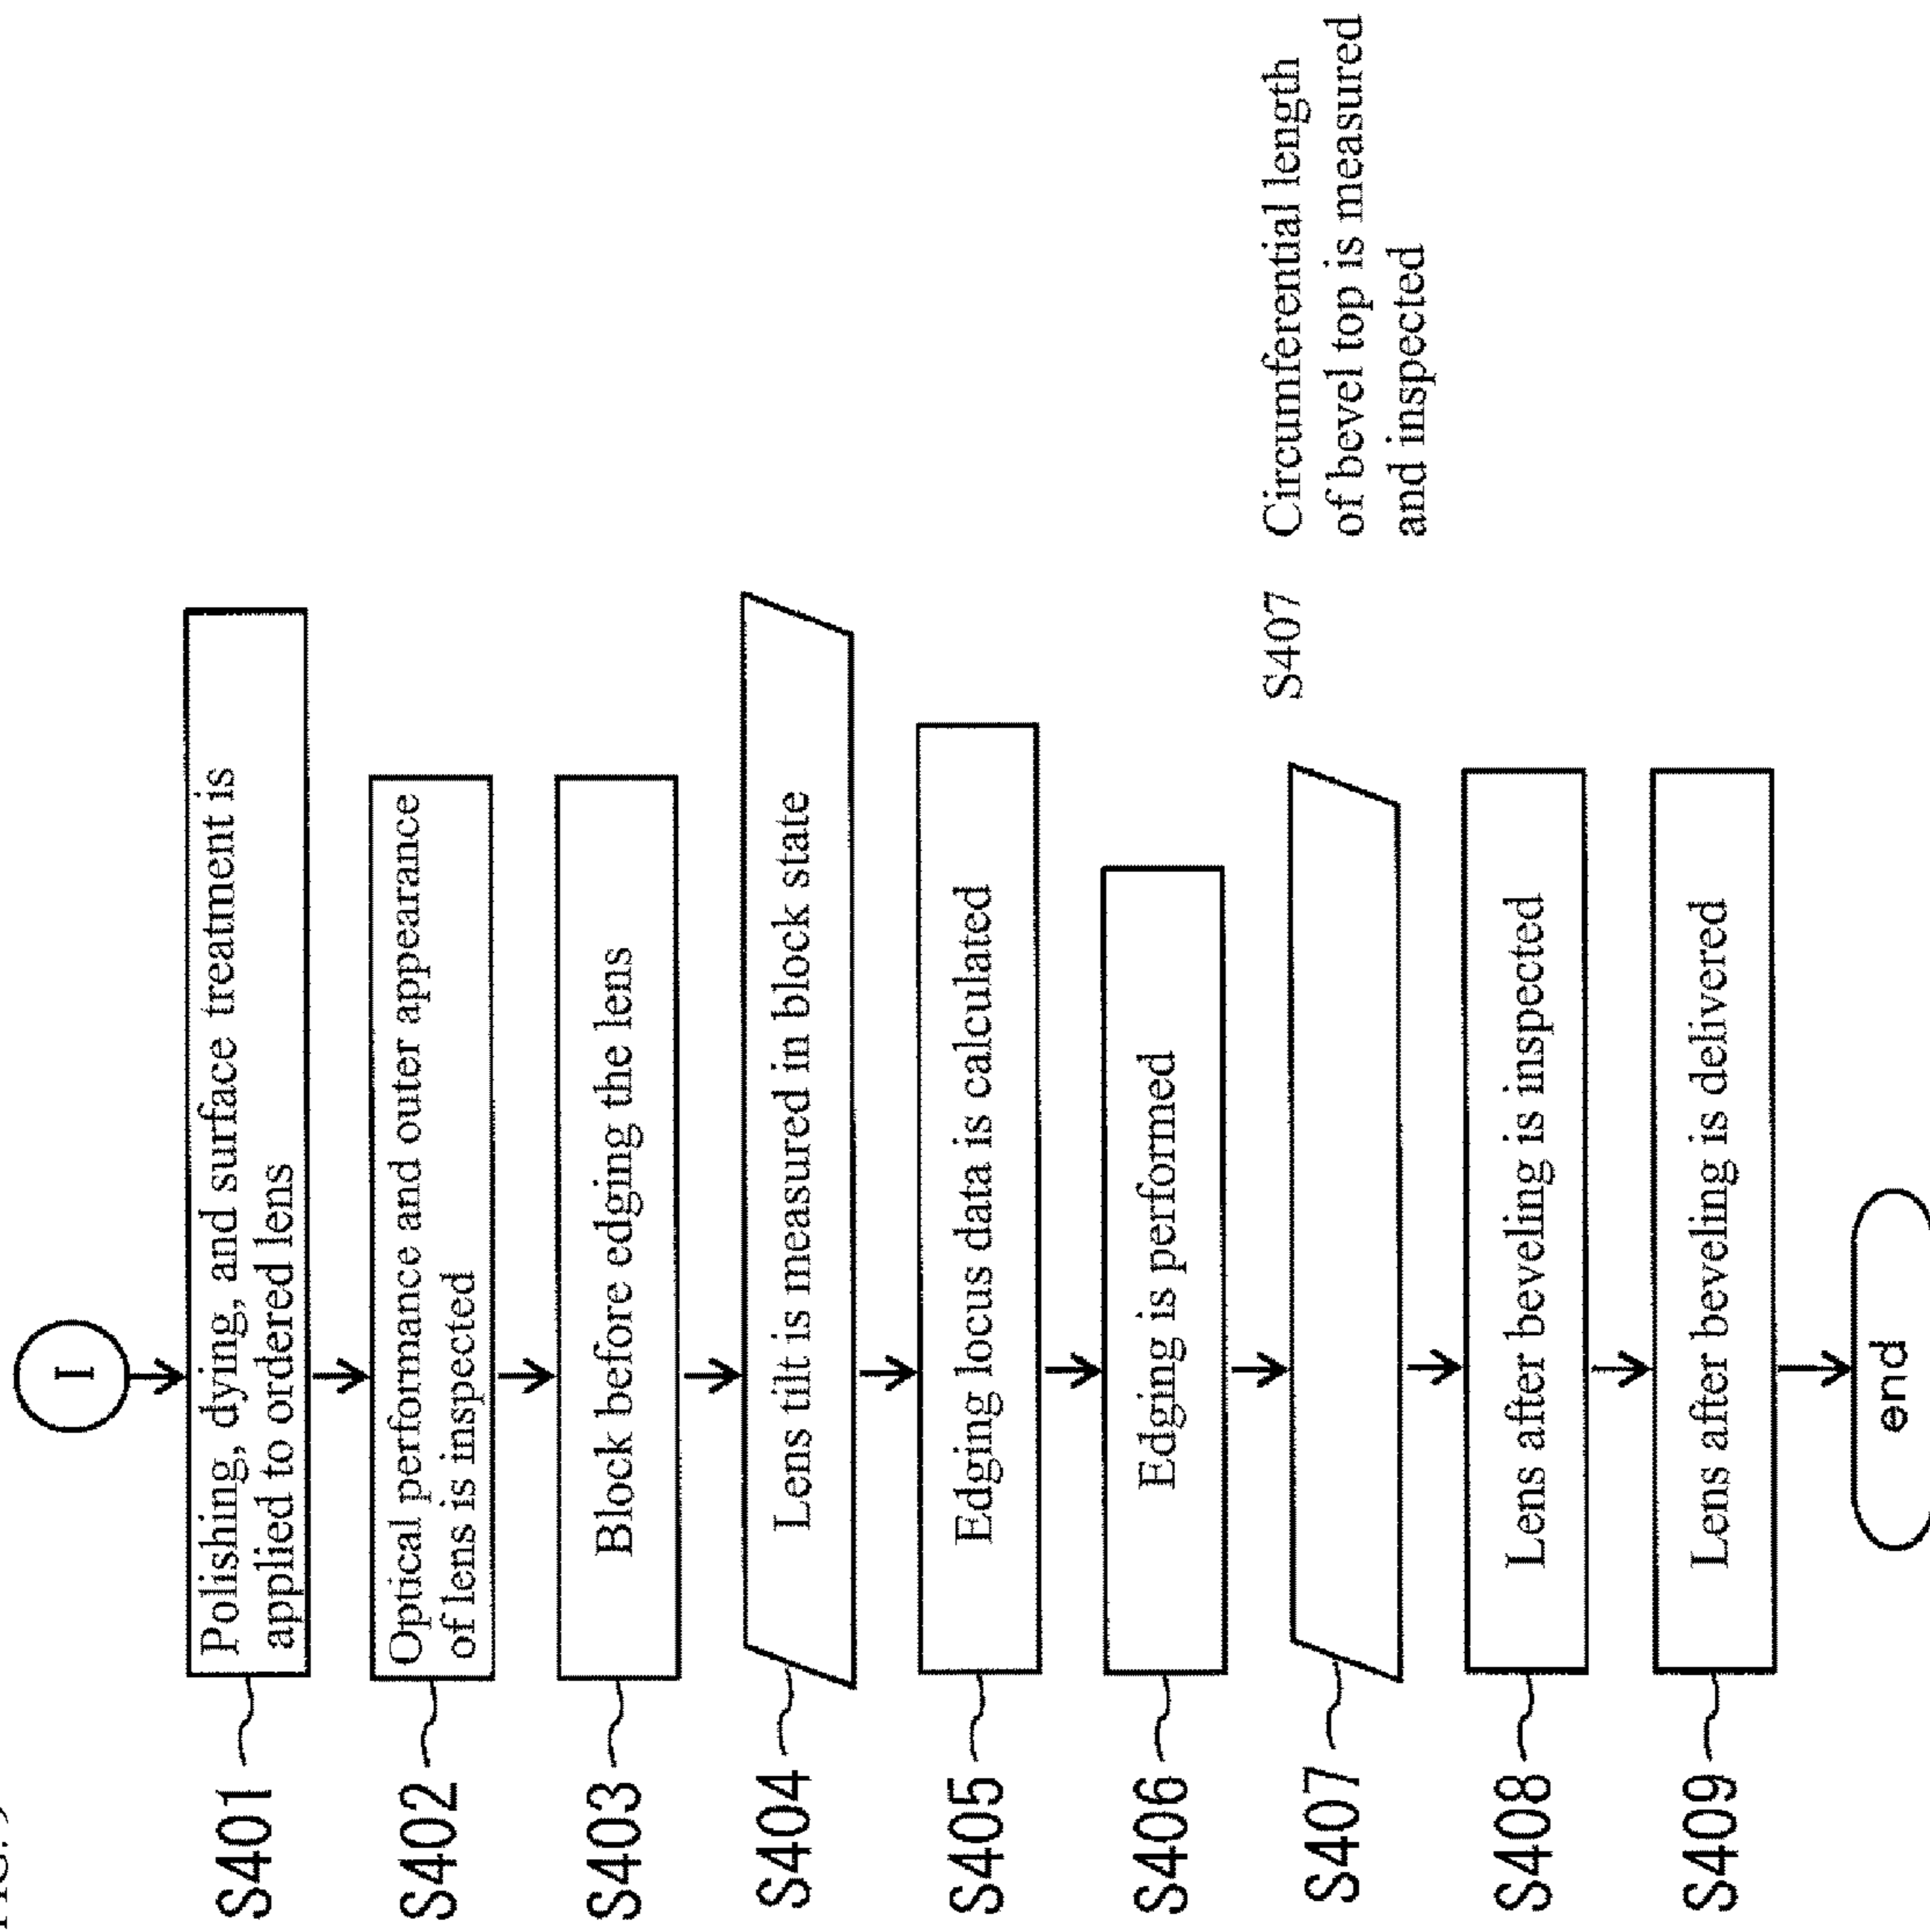 I
S401
Polishing, dying, and surface treatment is
applied to ordered lens
S402
Optical performance and outer appearance
of lens is inspected
S403
Block before edging the lens
S404
Lens tilt is measured in block state
S405
Edging locus data is calculated
S406
Edging is performed
S407
S407 Circumferential length
of bevel top is measured
and inspected
S408
Lens after beveling is inspected
S409
Lens after beveling is delivered
end